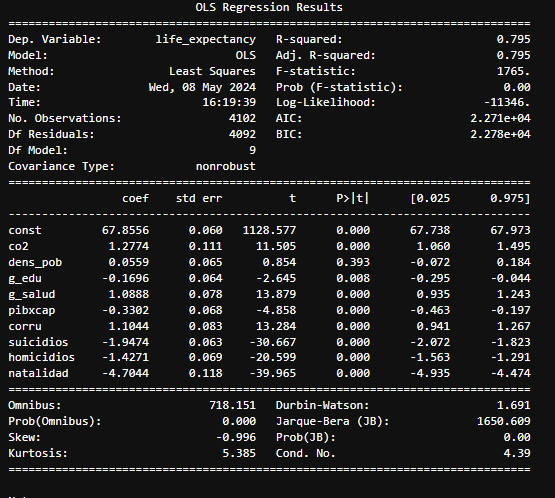 OLS Regression Results
==============================================================================
Dep. Variable: life_expectancy R-squared: 0.795
Model: OLS Adj. R-squared: 0.795
Method: Least Squares F-statistic: 1765.
Date: Wed, 08 May 2024 Prob (F-statistic): 0.00
Time: 16:19:39 Log-Likelihood: -11346.
No. Observations: 4102 AIC: 2.271e+04
Df Residuals: 4092 BIC: 2.278e+04
Df Model: 9
Covariance Type: nonrobust
==============================================================================
coef std err t P>|t| [0.025 0.975]
------------------------------------------------------------------------------
const 67.8556 0.060 1128.577 0.000 67.738 67.973
co2 1.2774 0.111 11.505 0.000 1.060 1.495
dens_pob 0.0559 0.065 0.854 0.393 -0.072 0.184
g_edu -0.1696 0.064 -2.645 0.008 -0.295 -0.044
g_salud 1.0888 0.078 13.879 0.000 0.935 1.243
pibxcap -0.3302 0.068 -4.858 0.000 -0.463 -0.197
corru 1.1044 0.083 13.284 0.000 0.941 1.267
suicidios -1.9474 0.063 -30.667 0.000 -2.072 -1.823
homicidios -1.4271 0.069 -20.599 0.000 -1.563 -1.291
natalidad -4.7044 0.118 -39.965 0.000 -4.935 -4.474
==============================================================================
Omnibus: 718.151 Durbin-Watson: 1.691
Prob(Omnibus): 0.000 Jarque-Bera (JB): 1650.609
Skew: -0.996 Prob(JB): 0.00
Kurtosis: 5.385 Cond. No. 4.39
==============================================================================